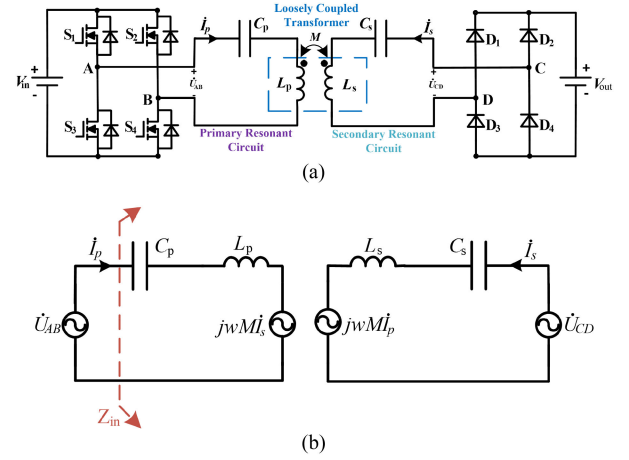 Loosely Coupled
Transformer
S1 S2 İp Cp M Cs İs D1 D2
A C
Vin + - + U̇AB - Lp Ls + U̇CD - + Vout -
B D
S3 S4 D3 D4
Primary Resonant
Circuit
Secondary Resonant
Circuit
(a)
İp Cp Lp Ls Cs İs
U̇AB jwMİs jwMİp U̇CD
Zin
(b)